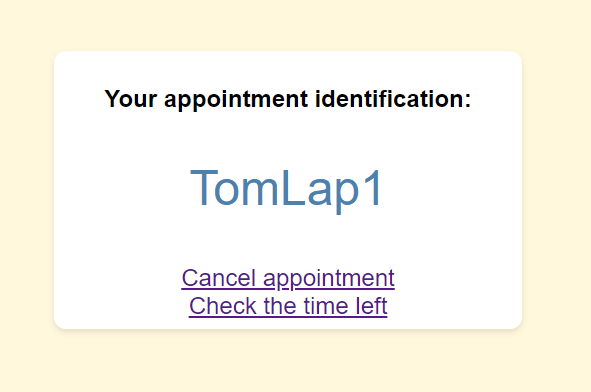 Your appointment identification:
TomLap1
Cancel appointment
Check the time left